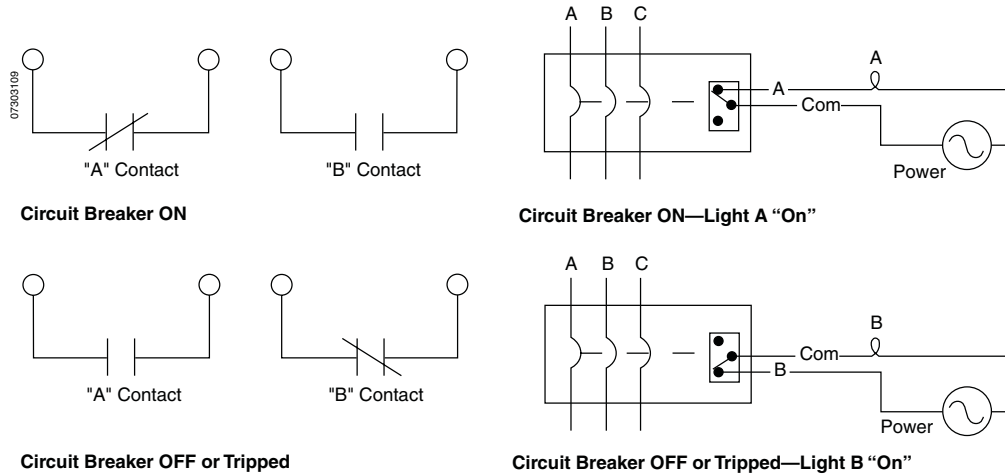 07303109
"A" Contact
"B" Contact
Circuit Breaker ON
A B C
A
A
Com
Power
Circuit Breaker ON—Light A “On”
"A" Contact
"B" Contact
Circuit Breaker OFF or Tripped
A B C
B
Com
B
Power
Circuit Breaker OFF or Tripped—Light B “On”